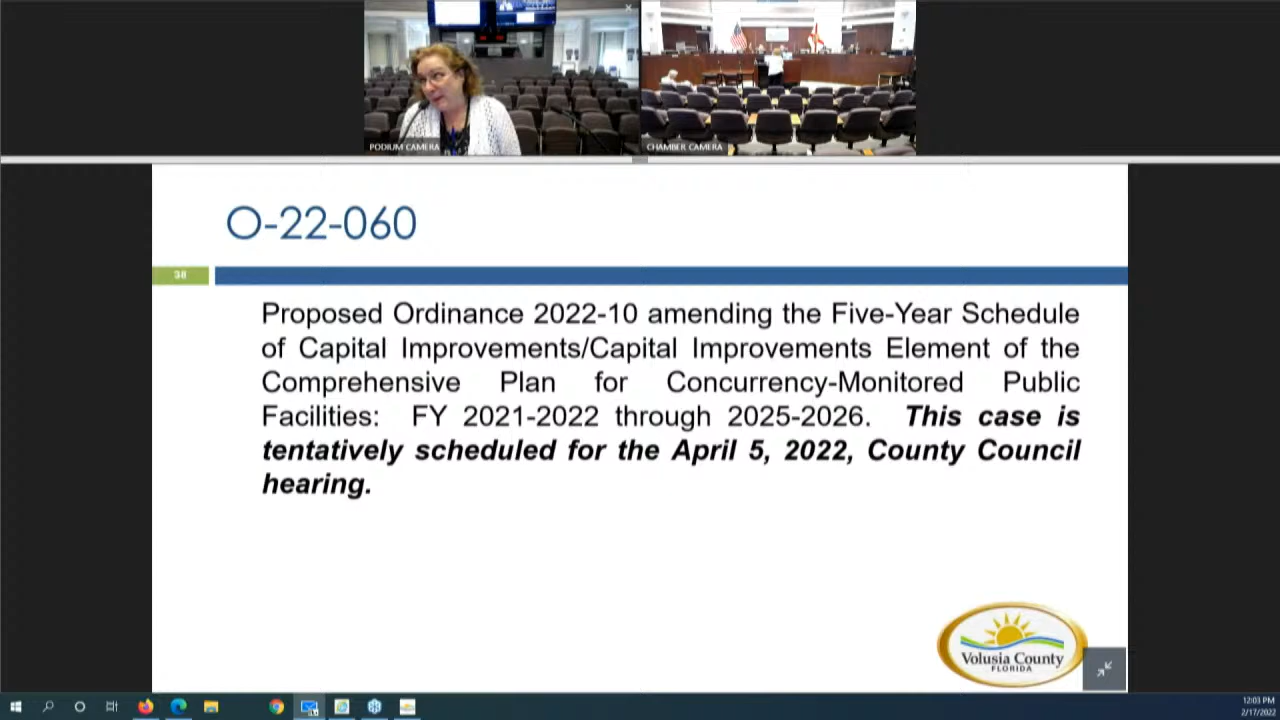 PODIUM CAMERA
CHAMBER CAMERA
O-22-060
38
Proposed Ordinance 2022-10 amending the Five-Year Schedule
of Capital Improvements/Capital Improvements Element of the
Comprehensive Plan for Concurrency-Monitored Public
Facilities: FY 2021-2022 through 2025-2026. This case is
tentatively scheduled for the April 5, 2022, County Council
hearing.
Volusia County
FLORIDA
12:03 PM
2/17/2022